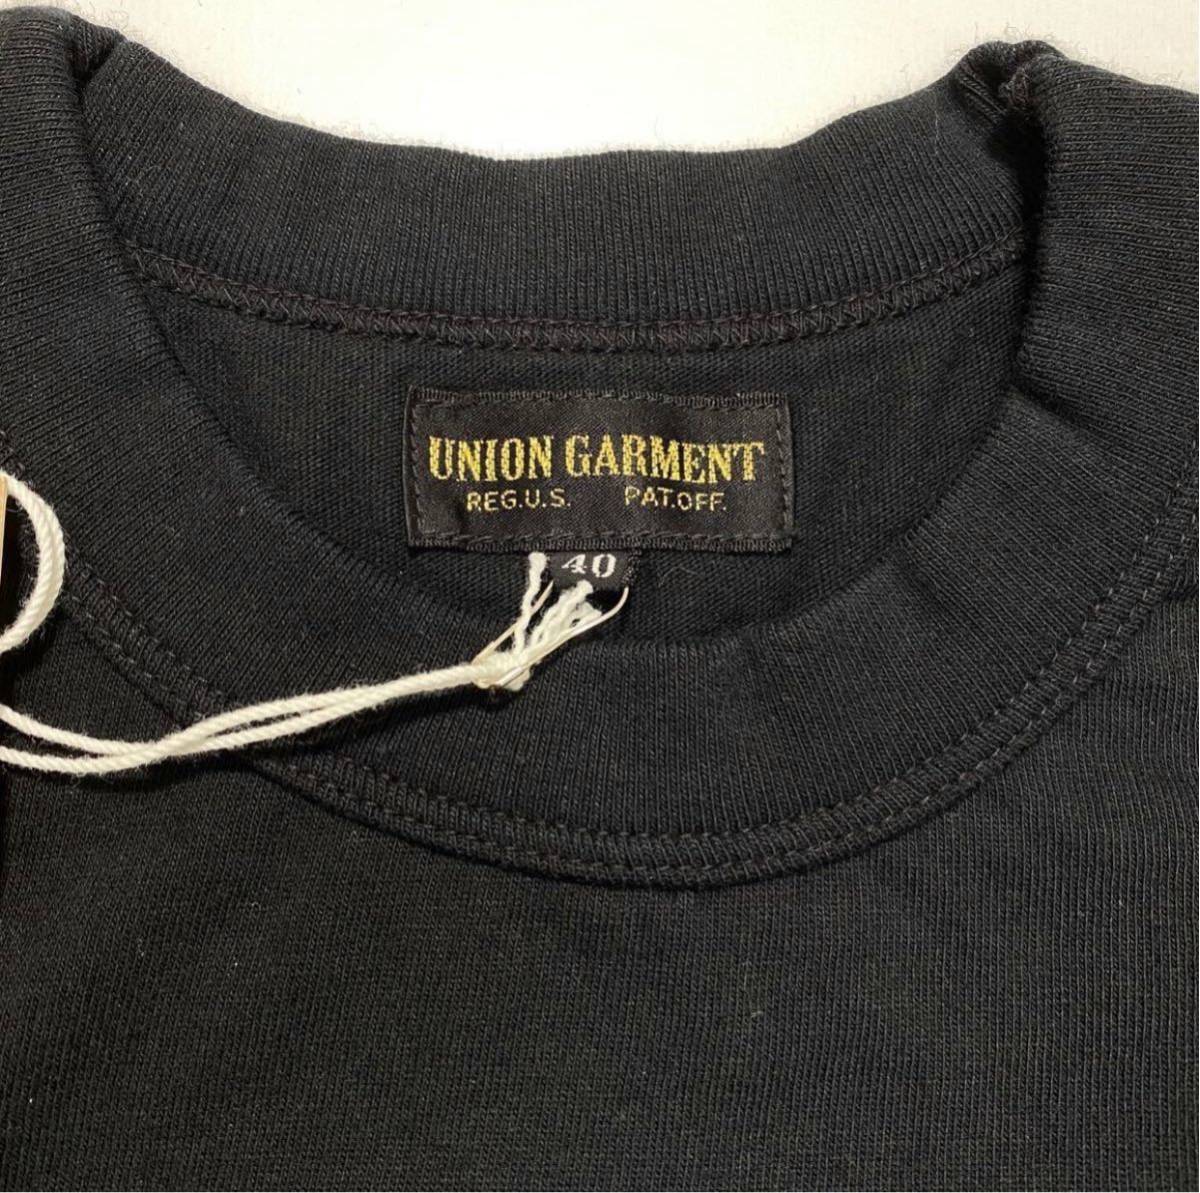 UNION GARMENT
REG.U.S. PAT.OFF.
40